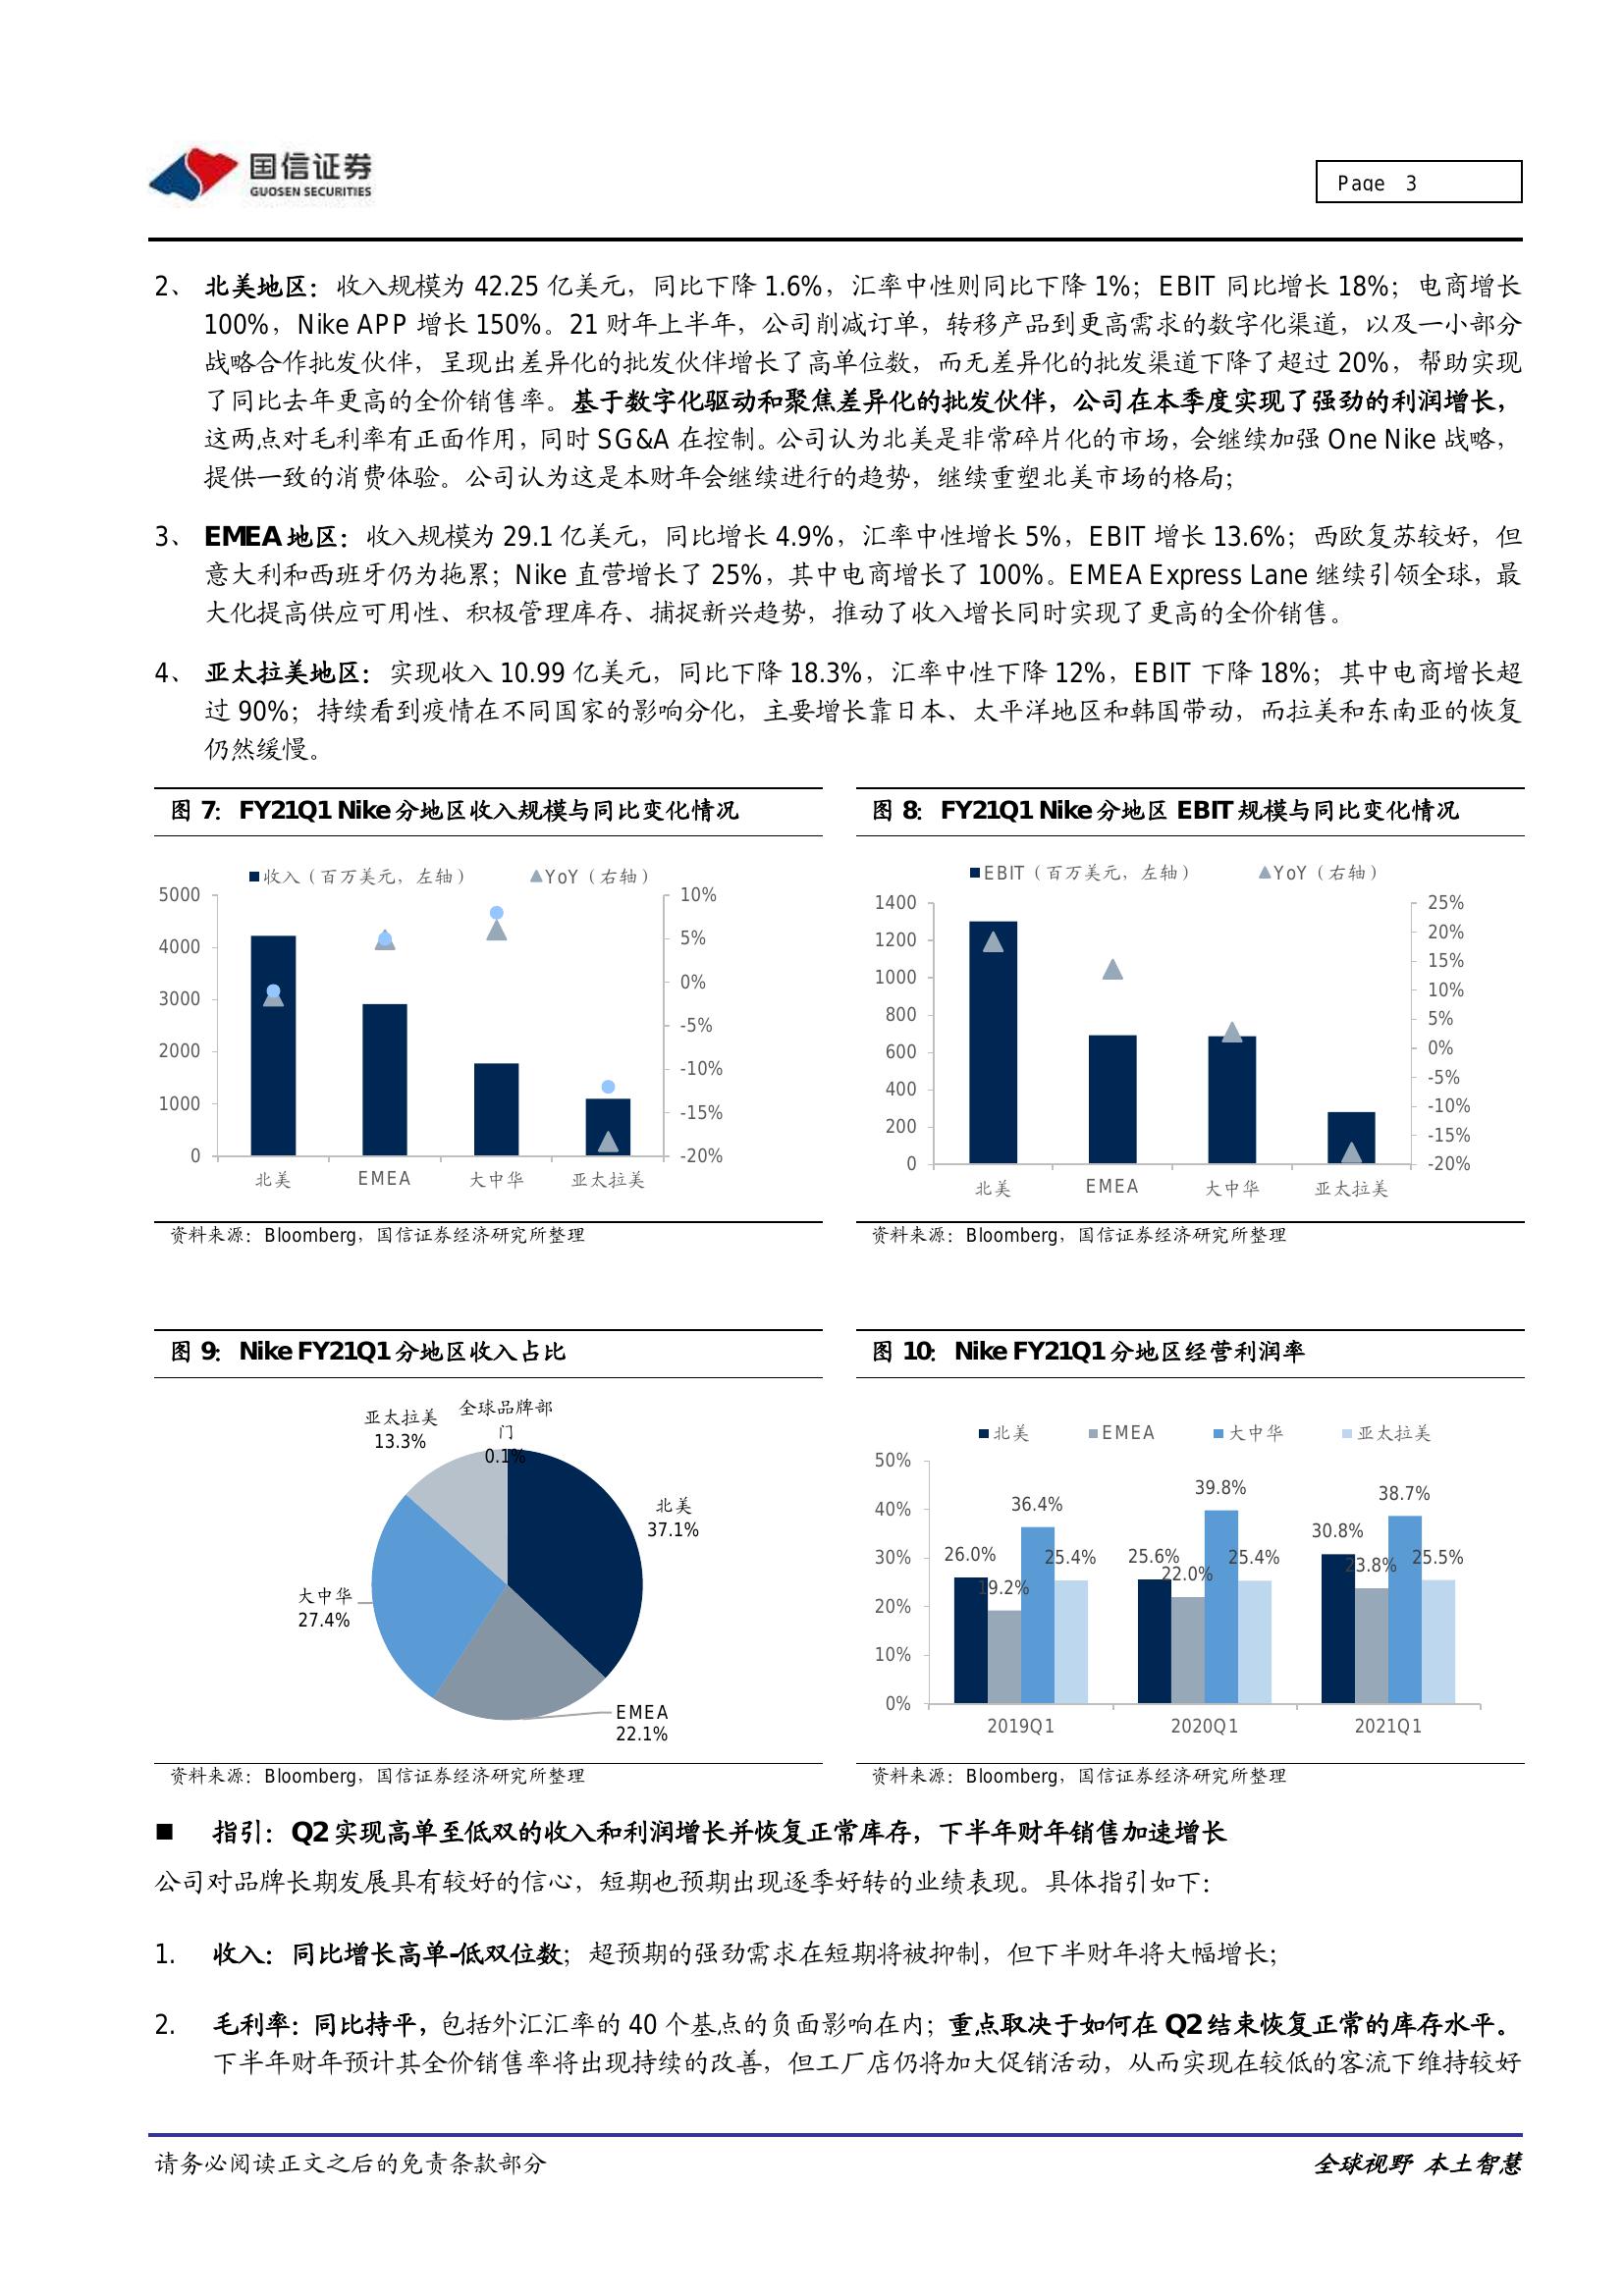 国信证券
GUOSEN SECURITIES
Page 3
2、 北美地区：收入规模为 42.25 亿美元，同比下降 1.6%，汇率中性则同比下降 1%；EBIT 同比增长 18%；电商增长
100%，Nike APP 增长 150%。21 财年上半年，公司削减订单，转移产品到更高需求的数字化渠道，以及一小部分
战略合作批发伙伴，呈现出差异化的批发伙伴增长了高单位数，而无差异化的批发渠道下降了超过 20%，帮助实现
了同比去年更高的全价销售率。基于数字化驱动和聚焦差异化的批发伙伴，公司在本季度实现了强劲的利润增长，
这两点对毛利率有正面作用，同时 SG&A 在控制。公司认为北美是非常碎片化的市场，会继续加强 One Nike 战略，
提供一致的消费体验。公司认为这是本财年会继续进行的趋势，继续重塑北美市场的格局；
3、 EMEA 地区：收入规模为 29.1 亿美元，同比增长 4.9%，汇率中性增长 5%，EBIT 增长 13.6%；西欧复苏较好，但
意大利和西班牙仍为拖累；Nike 直营增长了 25%，其中电商增长了 100%。EMEA Express Lane 继续引领全球，最
大化提高供应可用性、积极管理库存、捕捉新兴趋势，推动了收入增长同时实现了更高的全价销售。
4、 亚太拉美地区：实现收入 10.99 亿美元，同比下降 18.3%，汇率中性下降 12%，EBIT 下降 18%；其中电商增长超
过 90%；持续看到疫情在不同国家的影响分化，主要增长靠日本、太平洋地区和韩国带动，而拉美和东南亚的恢复
仍然缓慢。
图 7： FY21Q1 Nike 分地区收入规模与同比变化情况
收入（百万美元，左轴） YoY（右轴）
5000
4000
3000
2000
1000
0
10%
5%
0%
-5%
-10%
-15%
-20%
北美 EMEA 大中华 亚太拉美
资料来源：Bloomberg，国信证券经济研究所整理
图 8： FY21Q1 Nike 分地区 EBIT 规模与同比变化情况
EBIT（百万美元，左轴） YoY（右轴）
1400
1200
1000
800
600
400
200
0
25%
20%
15%
10%
5%
0%
-5%
-10%
-15%
-20%
北美 EMEA 大中华 亚太拉美
资料来源：Bloomberg，国信证券经济研究所整理
图 9： Nike FY21Q1 分地区收入占比
亚太拉美
13.3%
全球品牌部
门
0.1%
北美
37.1%
大中华
27.4%
EMEA
22.1%
资料来源：Bloomberg，国信证券经济研究所整理
图 10： Nike FY21Q1 分地区经营利润率
北美 EMEA 大中华 亚太拉美
50%
40%
30%
20%
10%
0%
26.0% 19.2% 36.4% 25.4%
25.6% 22.0% 39.8% 25.4%
30.8% 23.8% 38.7% 25.5%
2019Q1 2020Q1 2021Q1
资料来源：Bloomberg，国信证券经济研究所整理
■ 指引：Q2 实现高单至低双的收入和利润增长并恢复正常库存，下半年财年销售加速增长
公司对品牌长期发展具有较好的信心，短期也预期出现逐季好转的业绩表现。具体指引如下：
1. 收入：同比增长高单-低双位数；超预期的强劲需求在短期将被抑制，但下半财年将大幅增长；
2. 毛利率：同比持平，包括外汇汇率的 40 个基点的负面影响在内；重点取决于如何在 Q2 结束恢复正常的库存水平。
下半年财年预计其全价销售率将出现持续的改善，但工厂店仍将加大促销活动，从而实现在较低的客流下维持较好
请务必阅读正文之后的免责条款部分
全球视野 本土智慧